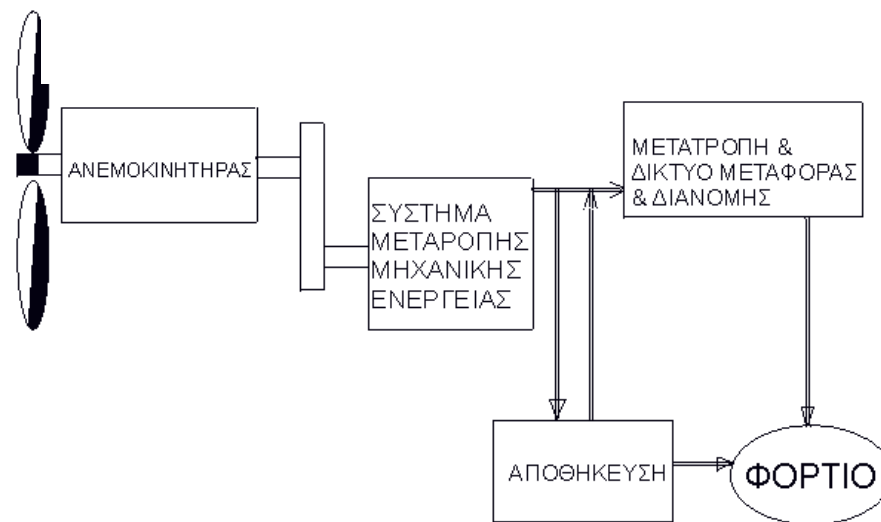 ΑΝΕΜΟΚΙΝΗΤΗΡΑΣ
ΣΥΣΤΗΜΑ
ΜΕΤΑΡΟΠΗΣ
ΜΗΧΑΝΙΚΗΣ
ΕΝΕΡΓΕΙΑΣ
ΜΕΤΑΤΡΟΠΗ &
ΔΙΚΤΥΟ ΜΕΤΑΦΟΡΑΣ
& ΔΙΑΝΟΜΗΣ
ΑΠΟΘΗΚΕΥΣΗ
ΦΟΡΤΙΟ